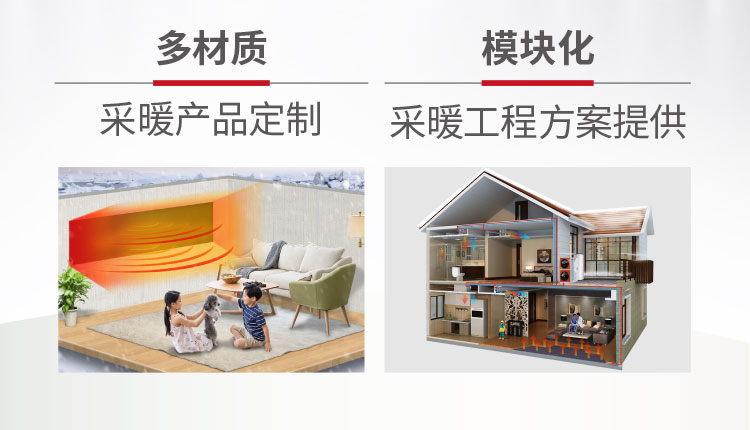 多材质
采暖产品定制
模块化
采暖工程方案提供